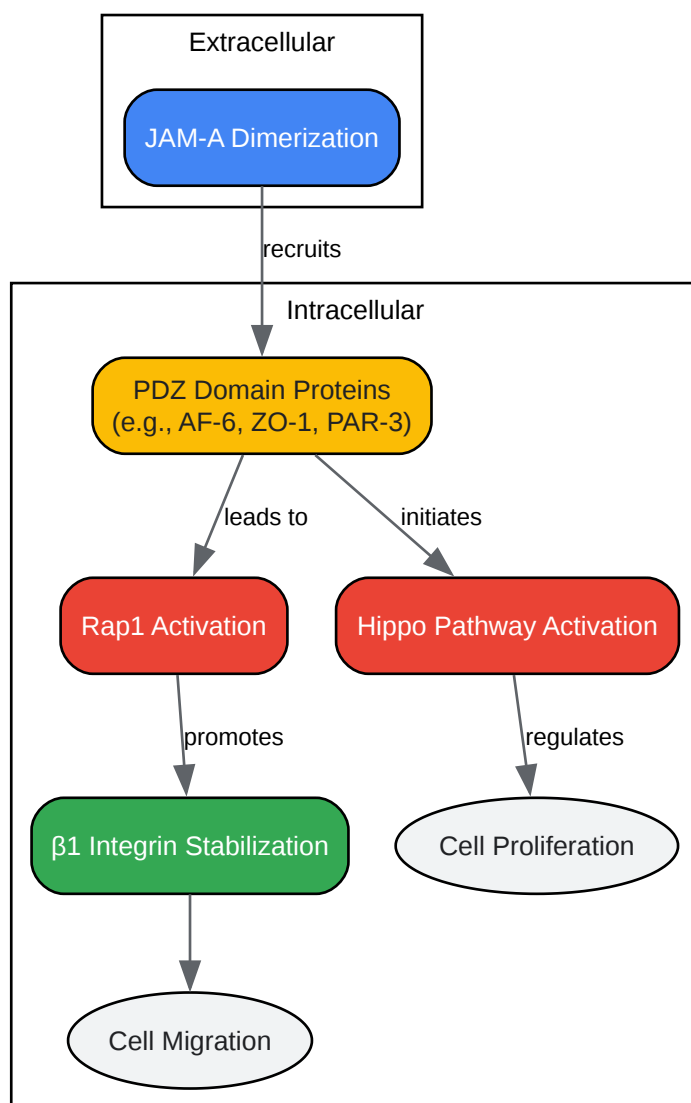 Extracellular
JAM-A Dimerization
recruits
Intracellular
PDZ Domain Proteins
(e.g., AF-6, ZO-1, PAR-3)
leads to
initiates
Rap1 Activation
Hippo Pathway Activation
promotes
regulates
β1 Integrin Stabilization
Cell Proliferation
Cell Migration